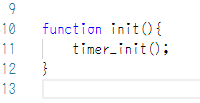 9
10 function init(){
11     timer_init();
12 }
13